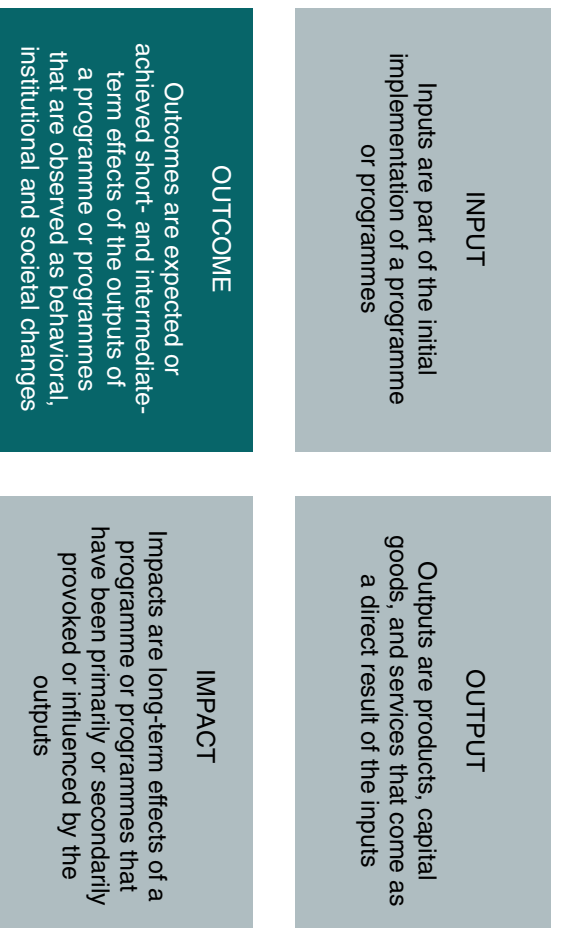 INPUT
Inputs are part of the initial
implementation of a programme
or programmes
OUTPUT
Outputs are products, capital
goods, and services that come as
a direct result of the inputs
OUTCOME
Outcomes are expected or
achieved short- and intermediate-
term effects of the outputs of
a programme or programmes
that are observed as behavioral,
institutional and societal changes
IMPACT
Impacts are long-term effects of a
programme or programmes that
have been primarily or secondarily
provoked or influenced by the
outputs